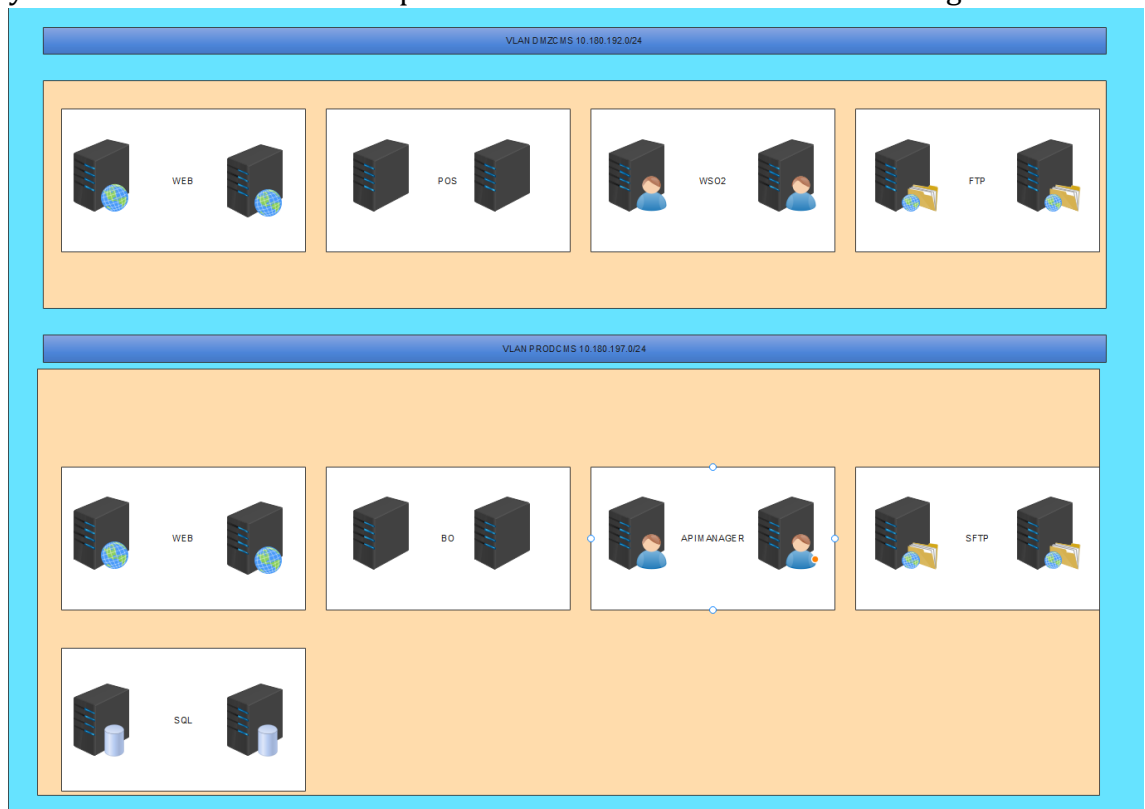 VLAN DMZCMS 10.180.192.0/24
WEB
POS
WSO2
FTP
VLAN PRODCMS 10.180.197.0/24
WEB
BO
APIMANAGER
SFTP
SQL